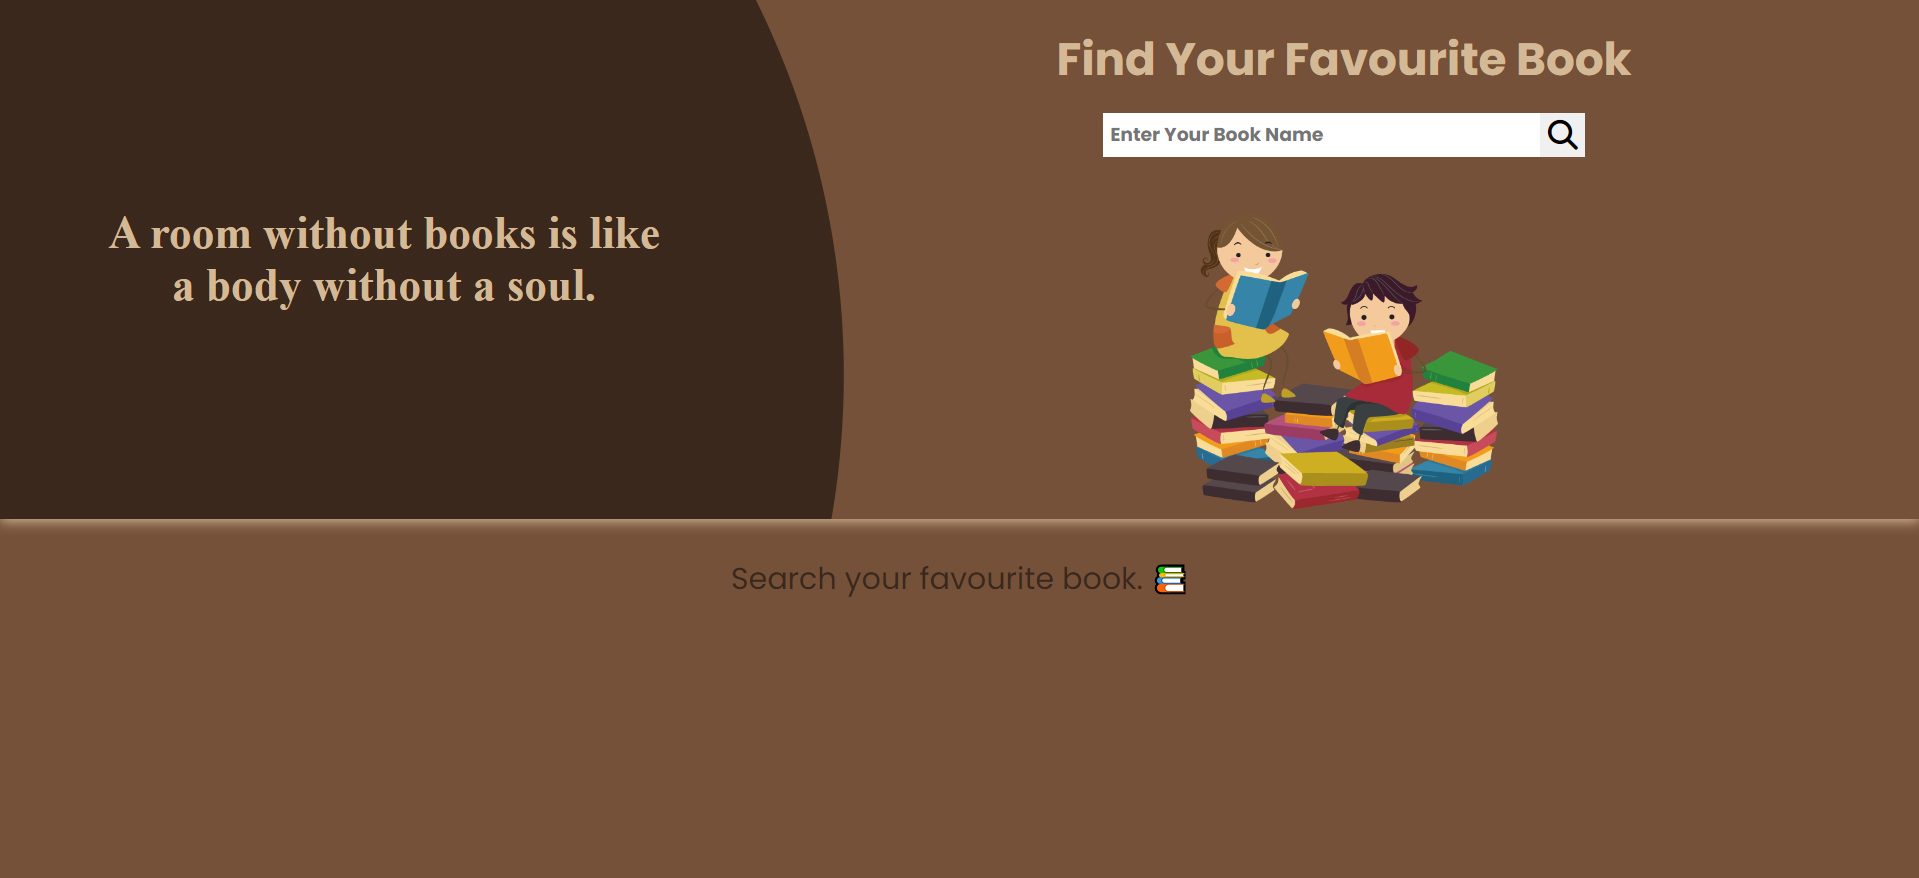 A room without books is like
a body without a soul.
Find Your Favourite Book
Enter Your Book Name
Search your favourite book.